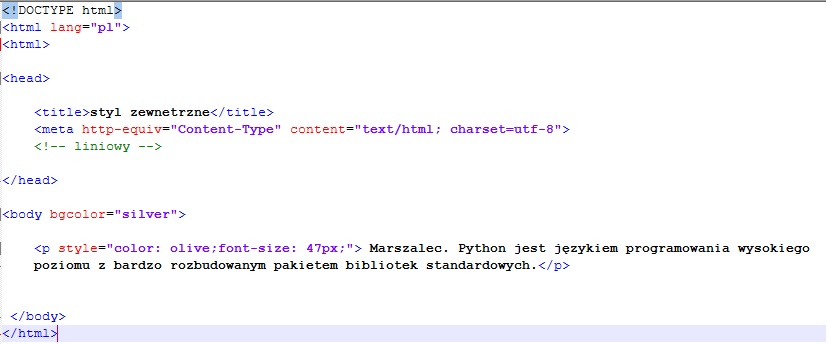 <!DOCTYPE html>
<html lang="pl">
<html>
<head>
<title>styl zewnetrzne</title>
<meta http-equiv="Content-Type" content="text/html; charset=utf-8">
<!-- liniowy -->
</head>
<body bgcolor="silver">
<p style="color: olive;font-size: 47px;"> Marszalec. Python jest językiem programowania wysokiego
poziomu z bardzo rozbudowanym pakietem bibliotek standardowych.</p>
</body>
</html>